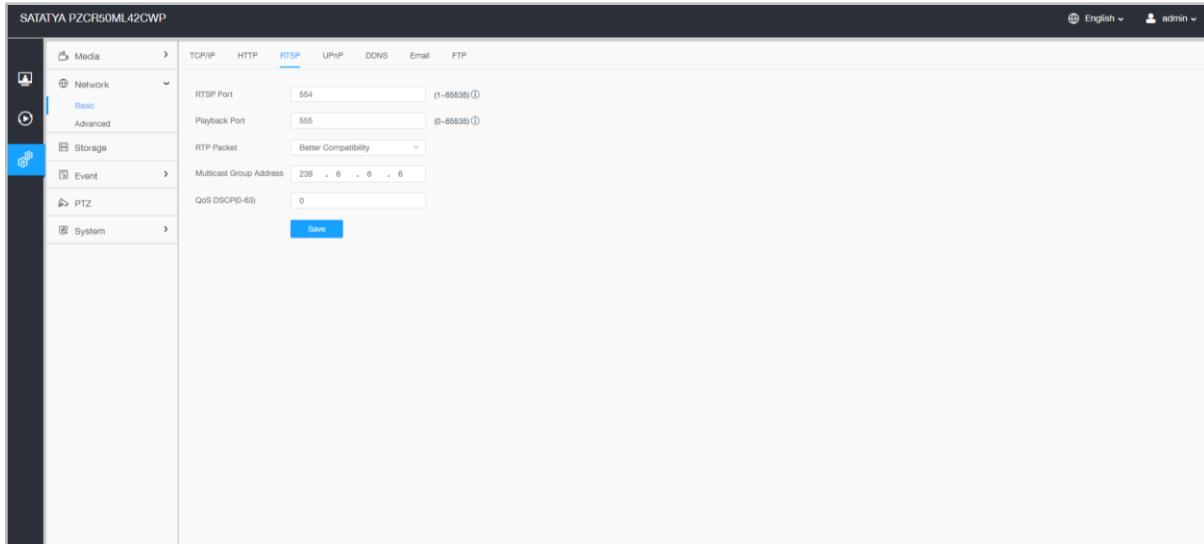 SATATYA PZCR50ML42CWP English admin
Media
Network
Basic
Advanced
Storage
Event
PTZ
System
TCP/IP HTTP RTSP UPnP DDNS Email FTP
RTSP Port 554 (1~65535)
Playback Port 555 (0~65535)
RTP Packet Better Compatibility
Multicast Group Address 239 . 6 . 6 . 6
QoS DSCP(0-63) 0
Save